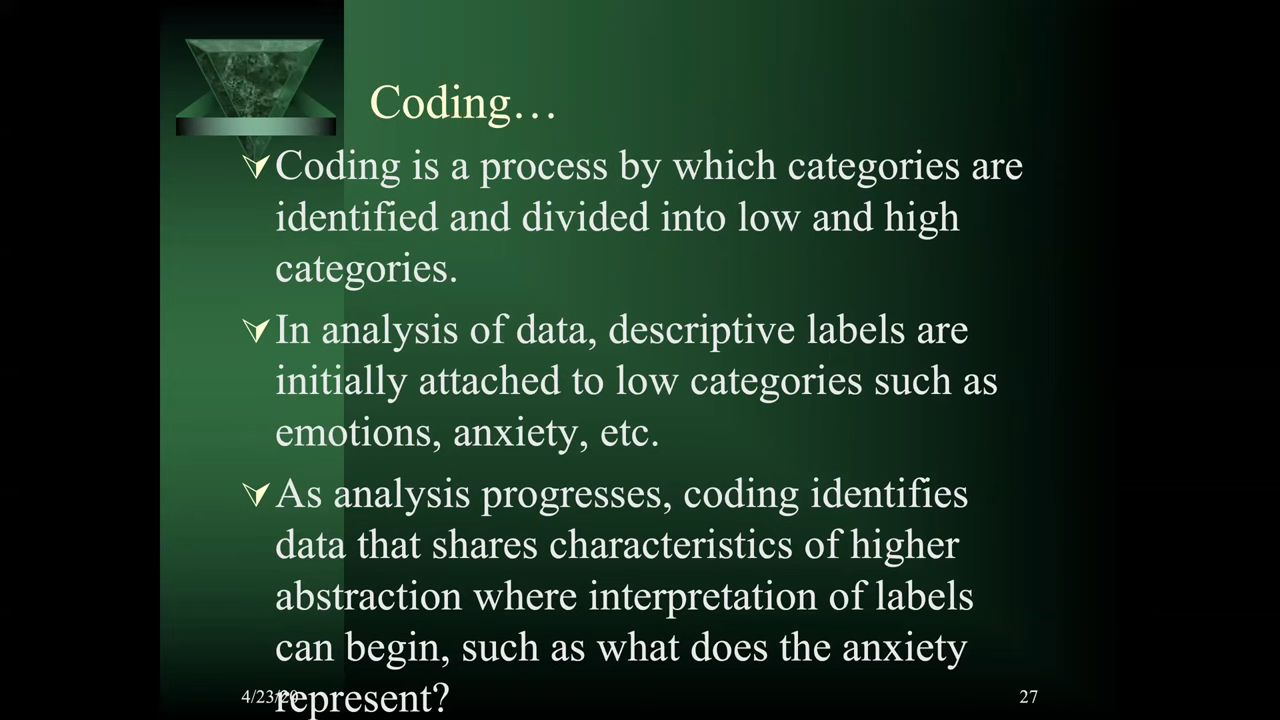 Coding…
Coding is a process by which categories are
identified and divided into low and high
categories.
In analysis of data, descriptive labels are
initially attached to low categories such as
emotions, anxiety, etc.
As analysis progresses, coding identifies
data that shares characteristics of higher
abstraction where interpretation of labels
can begin, such as what does the anxiety
represent?
4/23/20
27